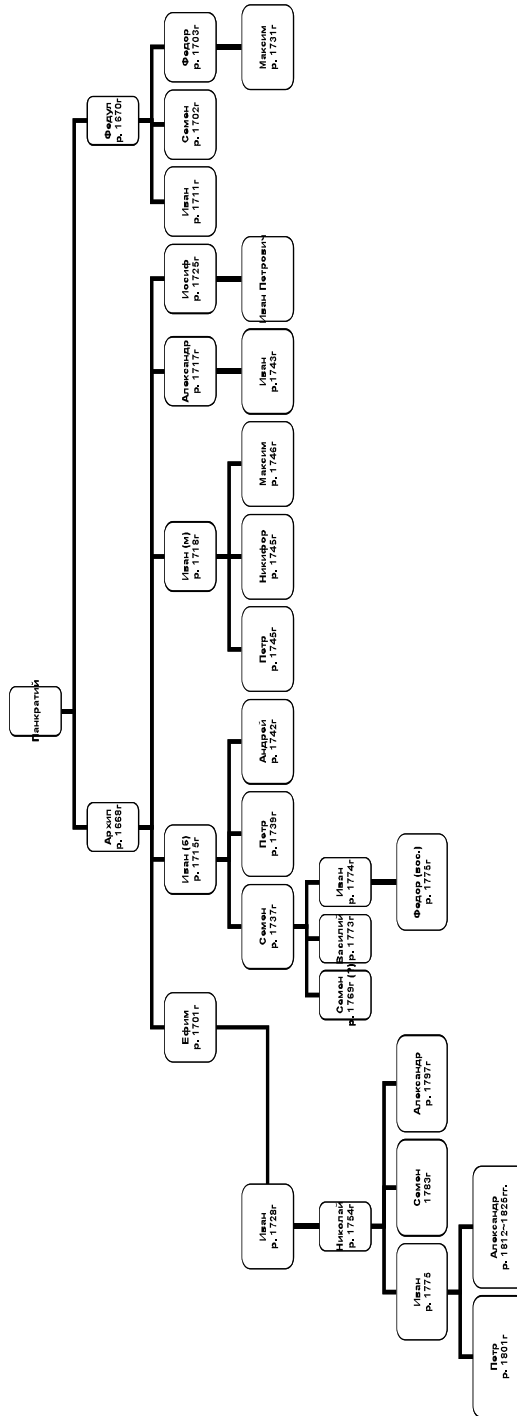 Панкратий
Архип
р. 1668г
Федул
р. 1670г
Ефим
р. 1701г
Иван (б)
р. 1715г
Иван (м)
р. 1718г
Александр
р. 1717г
Иосиф
р. 1725г
Иван
р. 1711г
Семен
р. 1702г
Федор
р. 1703г
Иван
р. 1728г
Семен
р. 1737г
Петр
р. 1739г
Андрей
р. 1742г
Петр
р. 1745г
Никифор
р. 1745г
Максим
р. 1746г
Иван
р.1743г
Иван Петрович
Максим
р. 1731г
Николай
р. 1754г
Семен
р. 1769г (?)
Василий
р. 1773г
Иван
р. 1774г
Иван
р. 1775
Семен
1783г
Александр
р. 1797г
Федор (вос.)
р. 1775г
Петр
р. 1801г
Александр
р. 1812~1825гг.